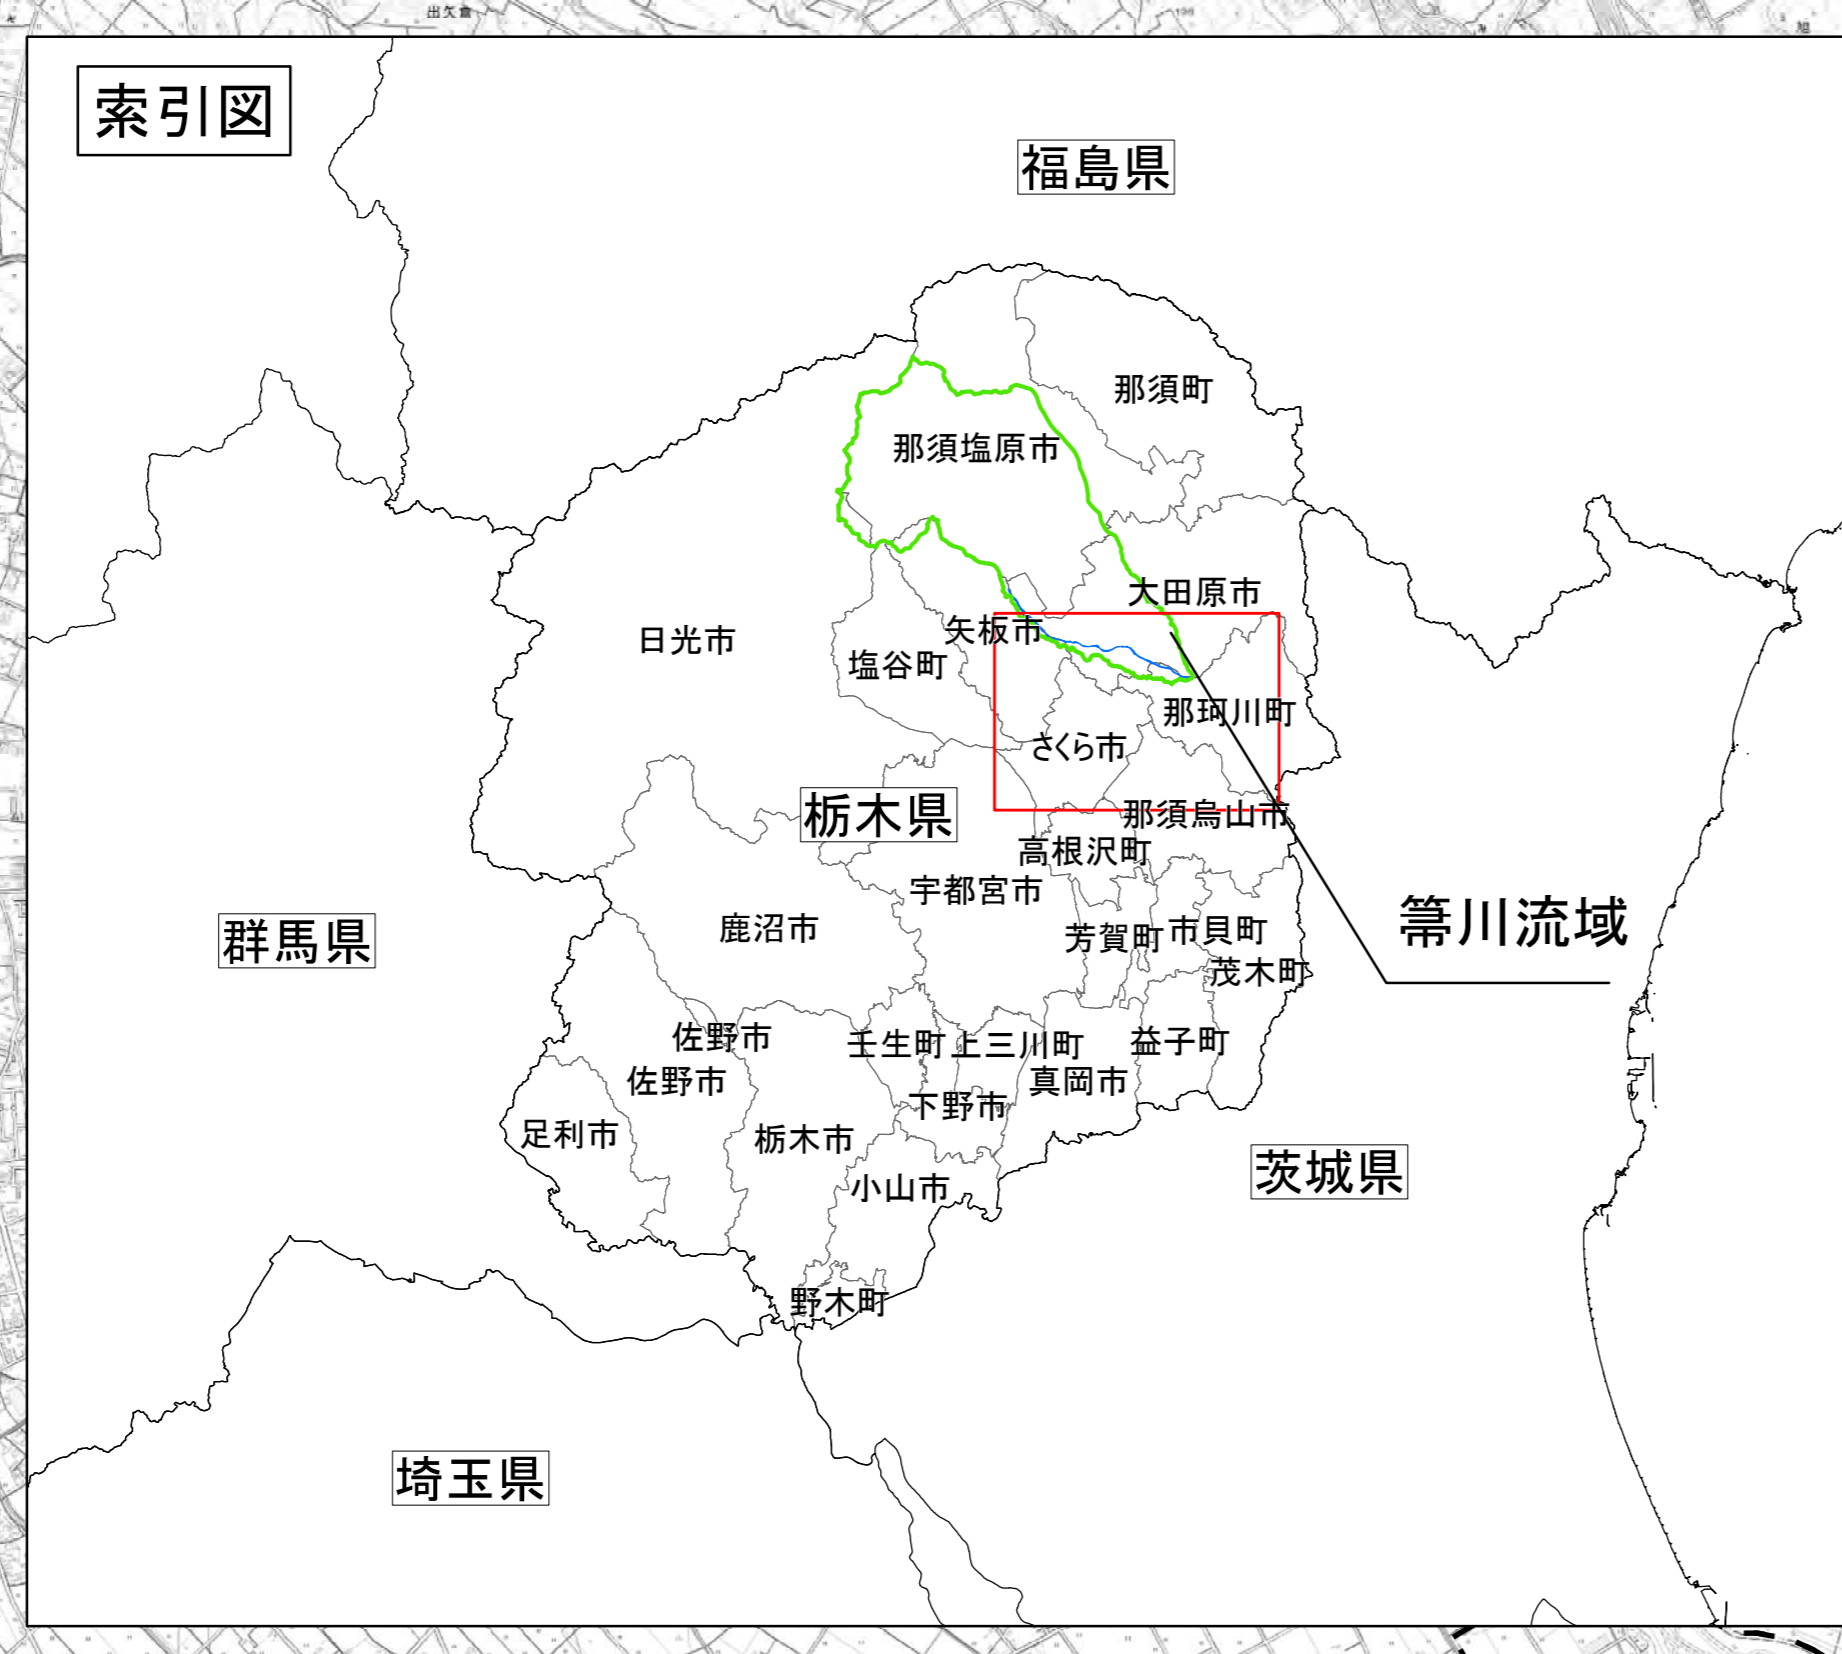 出矢倉
索引図
福島県
那須町
那須塩原市
大田原市
矢板市
日光市
塩谷町
那珂川町
さくら市
栃木県
那須烏山市
高根沢町
宇都宮市
群馬県
鹿沼市
芳賀町
市貝町
箒川流域
茂木町
佐野市
壬生町
上三川町
益子町
佐野市
真岡市
下野市
足利市
栃木市
茨城県
小山市
野木町
埼玉県